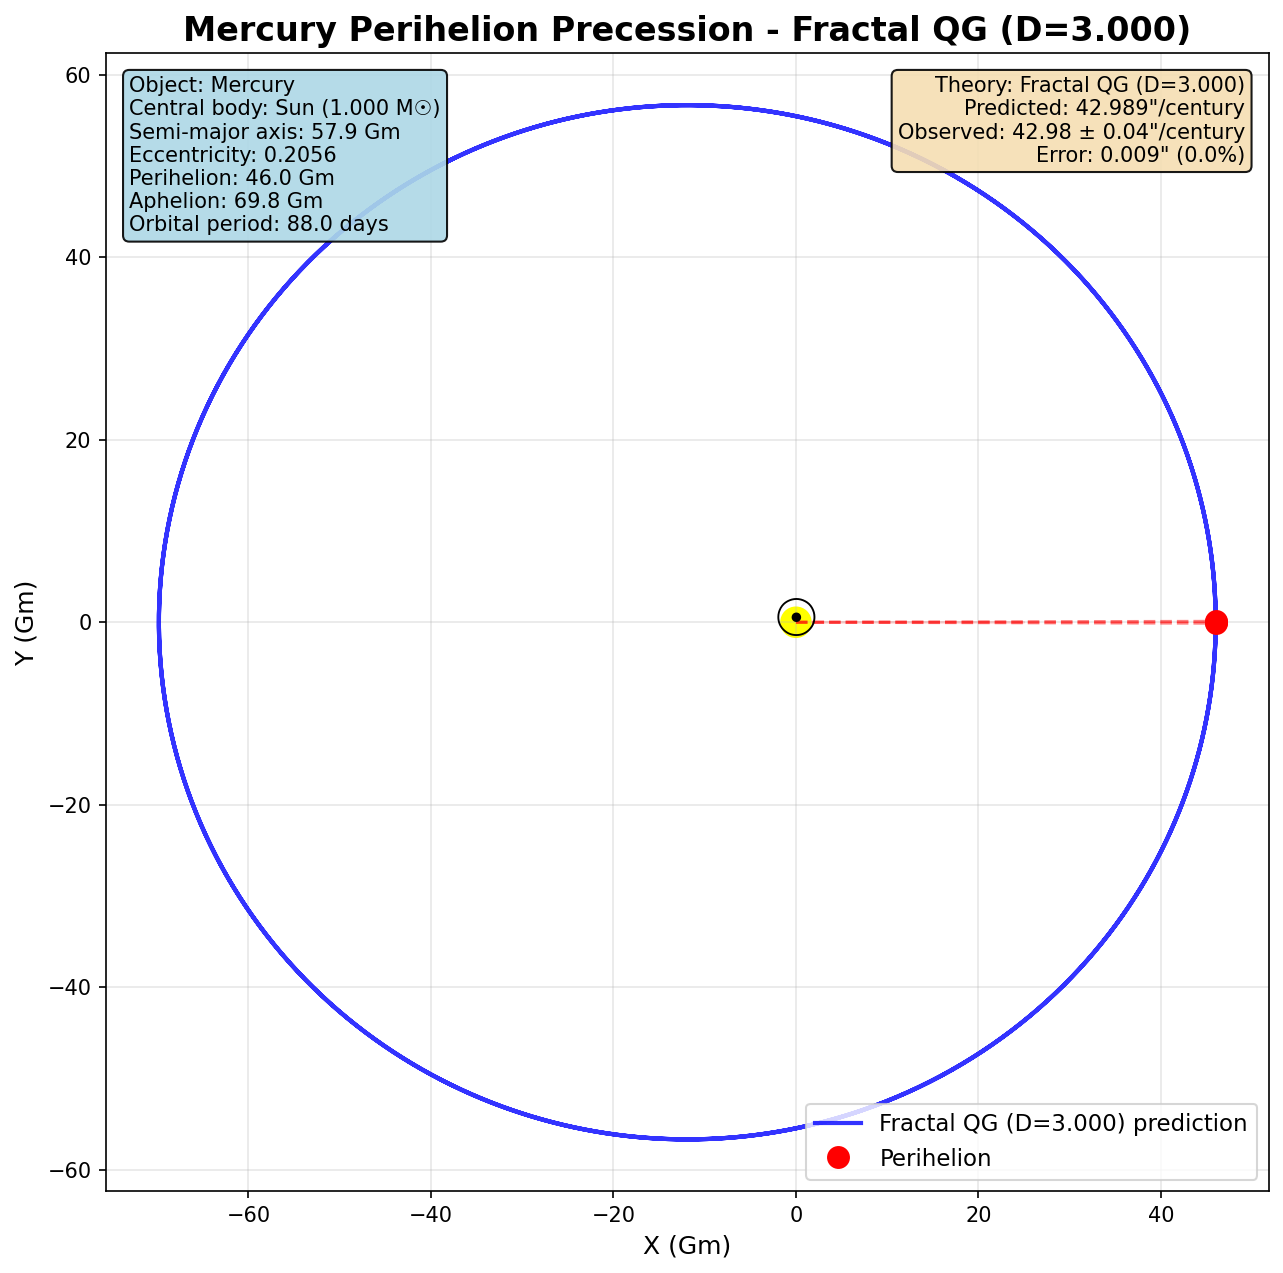 Mercury Perihelion Precession - Fractal QG (D=3.000)
Object: Mercury
Central body: Sun (1.000 M☉)
Semi-major axis: 57.9 Gm
Eccentricity: 0.2056
Perihelion: 46.0 Gm
Aphelion: 69.8 Gm
Orbital period: 88.0 days
Theory: Fractal QG (D=3.000)
Predicted: 42.989"/century
Observed: 42.98 ± 0.04"/century
Error: 0.009" (0.0%)
60
40
20
0
−20
−40
−60
Y (Gm)
Fractal QG (D=3.000) prediction
Perihelion
−60
−40
−20
0
20
40
X (Gm)